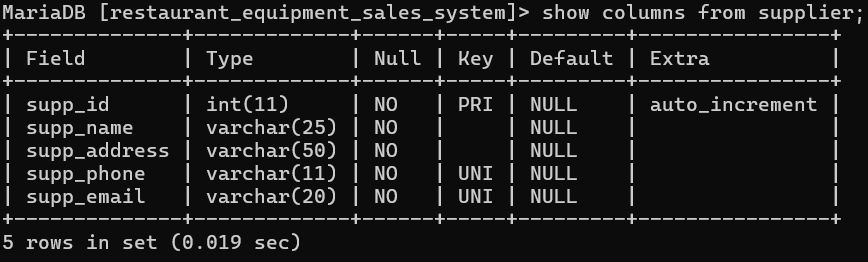 MariaDB [restaurant_equipment_sales_system]> show columns from supplier;
+--------------+-------------+------+-----+---------+----------------+
| Field        | Type        | Null | Key | Default | Extra          |
+--------------+-------------+------+-----+---------+----------------+
| supp_id      | int(11)     | NO   | PRI | NULL    | auto_increment |
| supp_name    | varchar(25) | NO   |     | NULL    |                |
| supp_address | varchar(50) | NO   |     | NULL    |                |
| supp_phone   | varchar(11) | NO   | UNI | NULL    |                |
| supp_email   | varchar(20) | NO   | UNI | NULL    |                |
+--------------+-------------+------+-----+---------+----------------+
5 rows in set (0.019 sec)